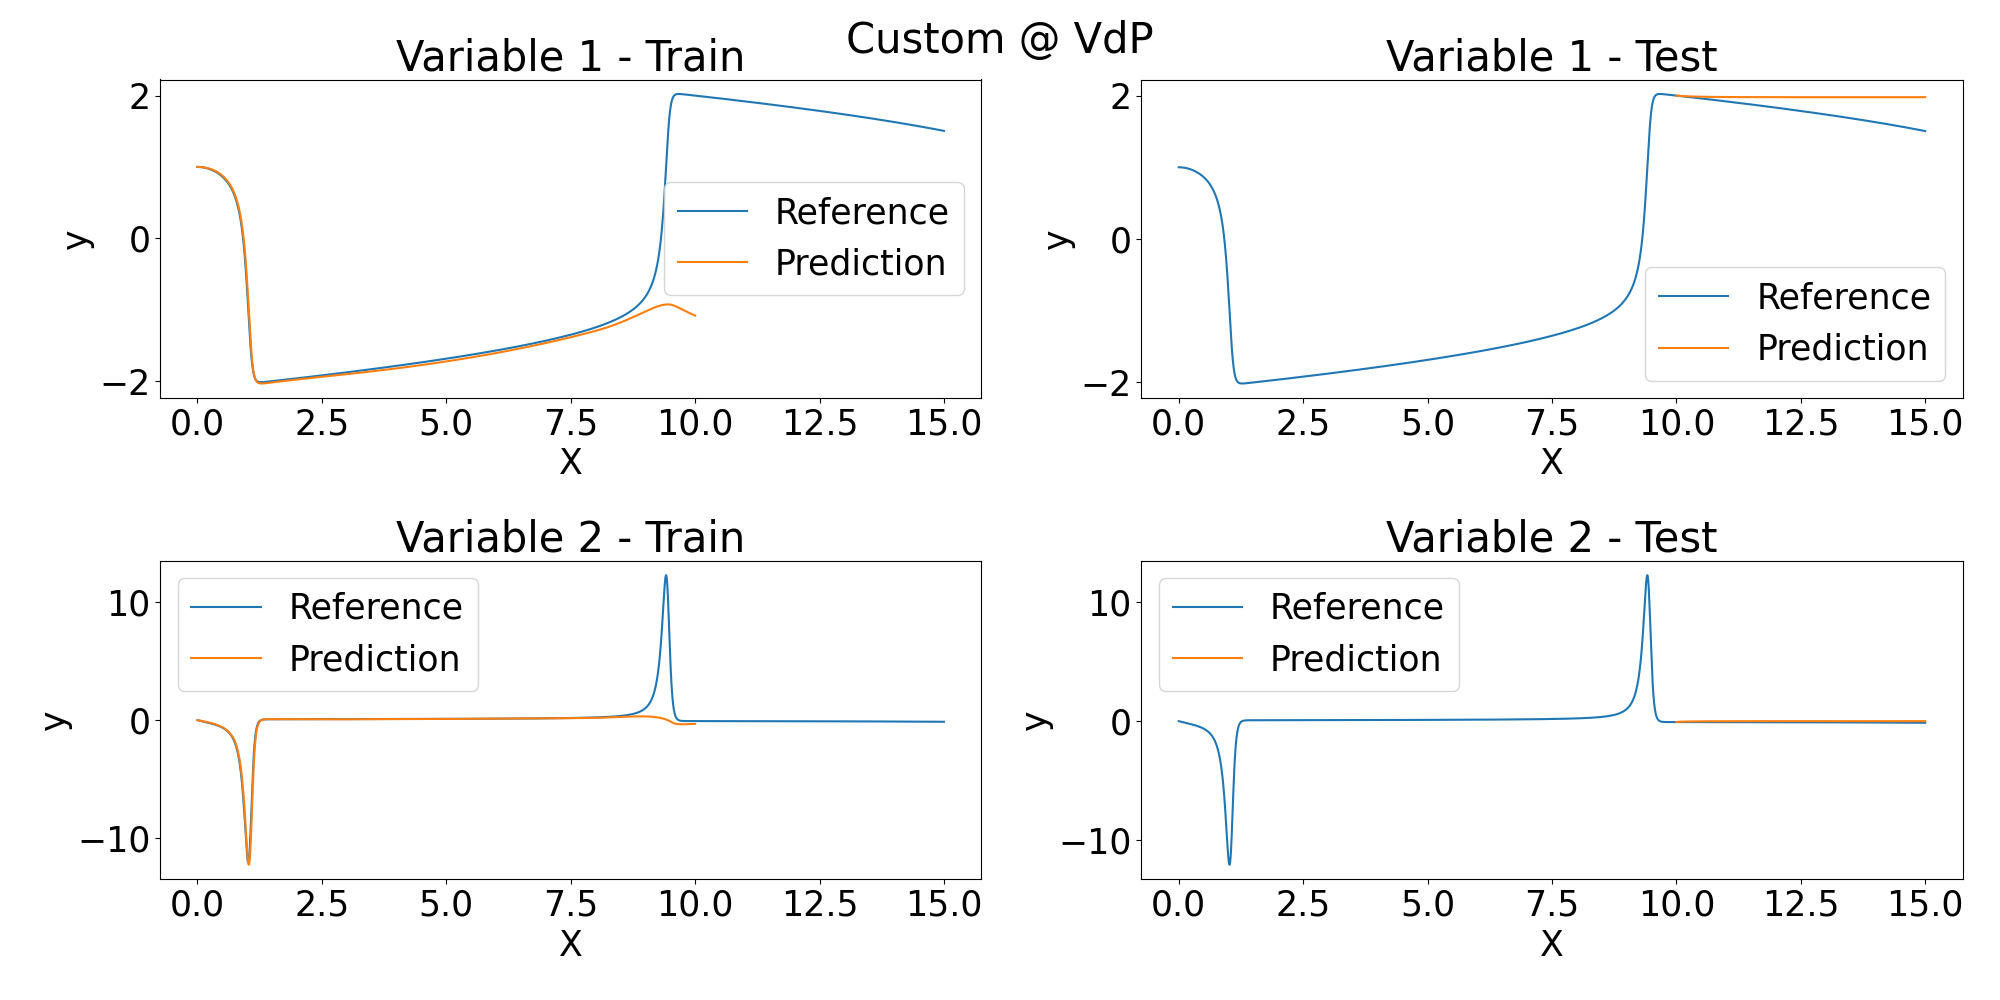 Custom @ VdP
Variable 1 - Train
2
0
−2
y
Reference
Prediction
0.0 2.5 5.0 7.5 10.0 12.5 15.0
X
Variable 1 - Test
2
0
−2
y
Reference
Prediction
0.0 2.5 5.0 7.5 10.0 12.5 15.0
X
Variable 2 - Train
10
0
−10
y
Reference
Prediction
0.0 2.5 5.0 7.5 10.0 12.5 15.0
X
Variable 2 - Test
10
0
−10
y
Reference
Prediction
0.0 2.5 5.0 7.5 10.0 12.5 15.0
X